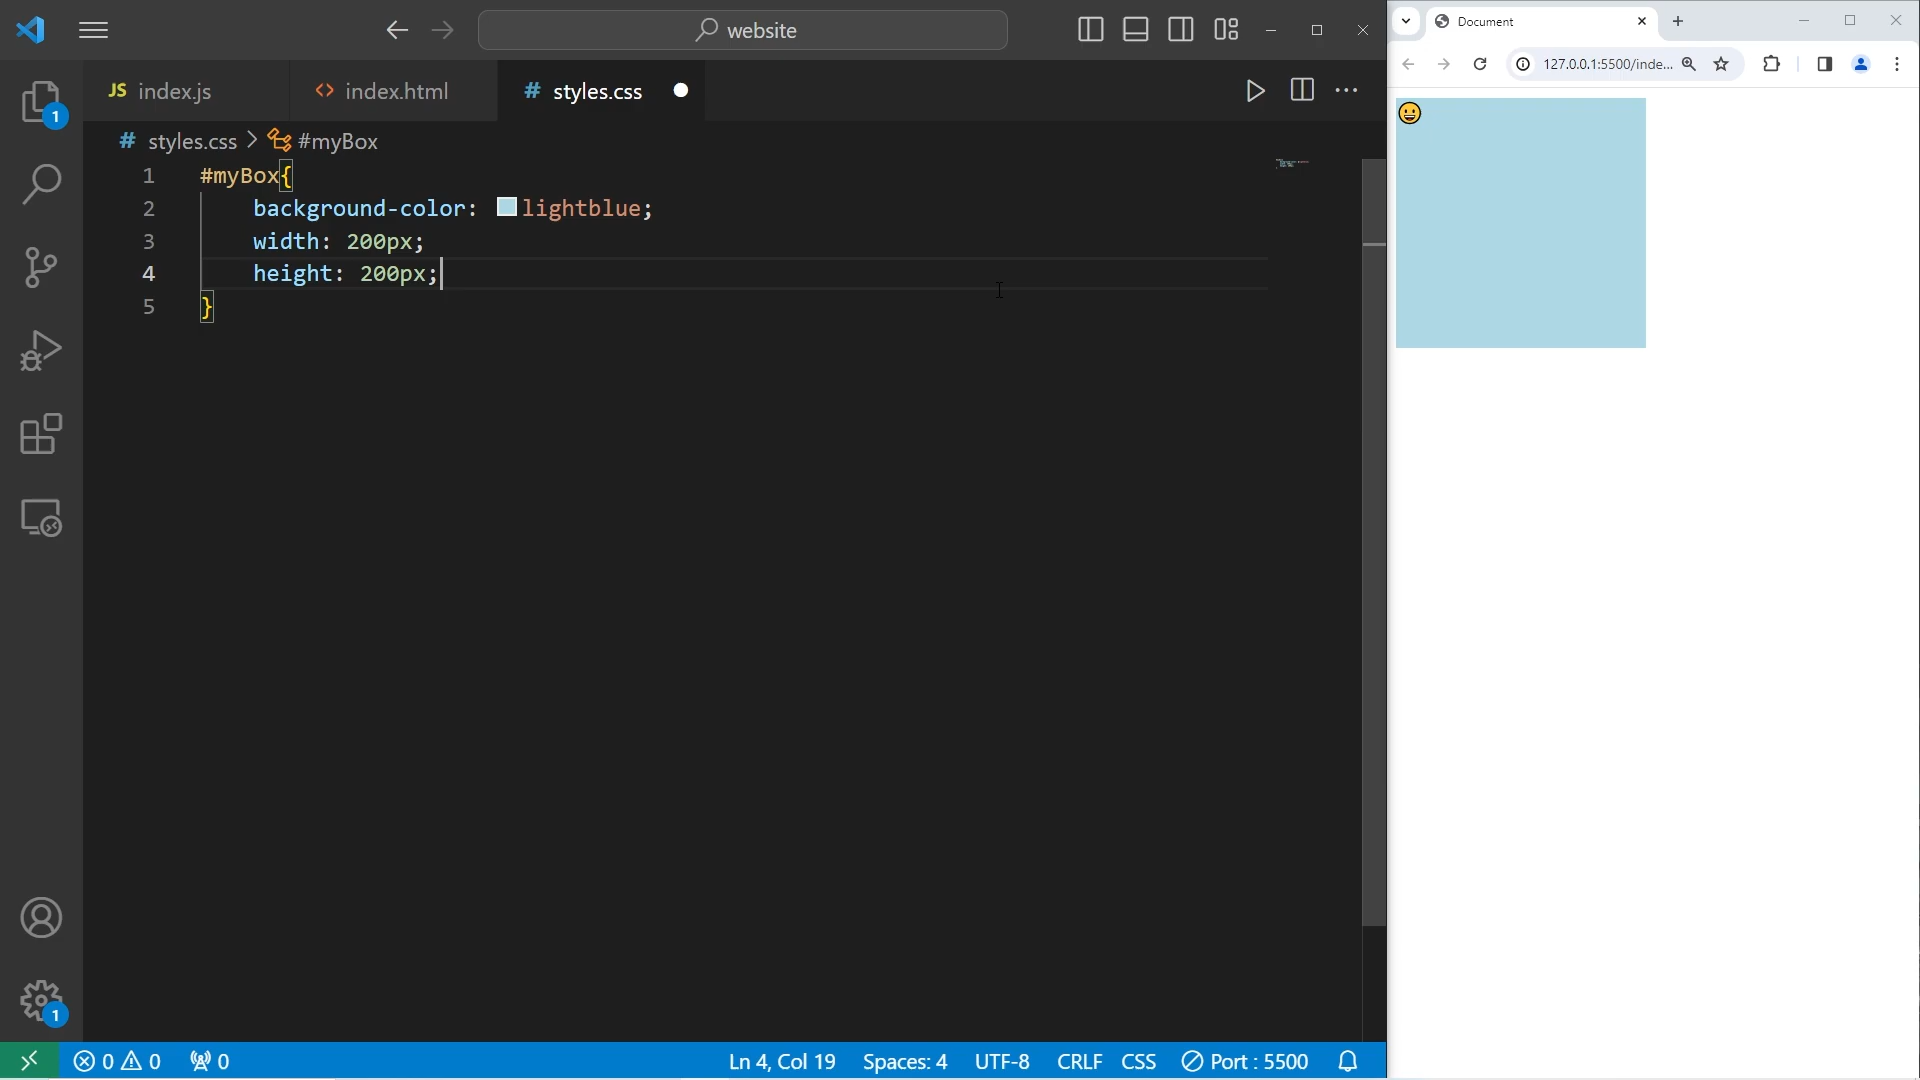 website
JS index.js
<> index.html
# styles.css
# styles.css > #myBox
1 #myBox{
2 background-color: lightblue;
3 width: 200px;
4 height: 200px;
5 }
1
1
0 0 0
Ln 4, Col 19
Spaces: 4
UTF-8
CRLF
CSS
Port : 5500
Document
127.0.0.1:5500/inde...